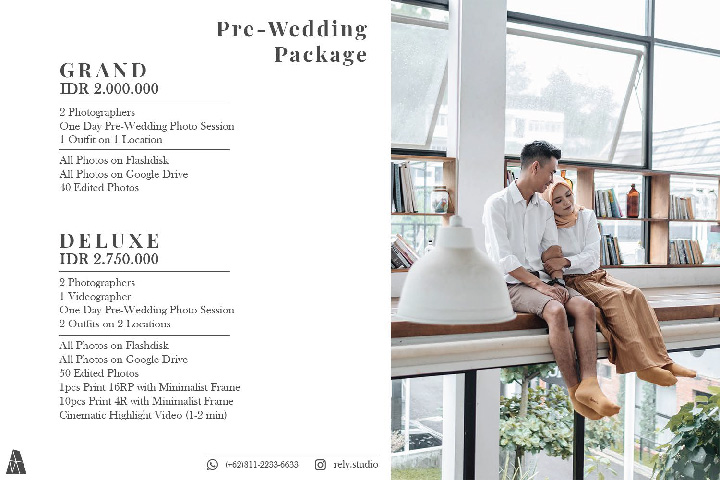 Pre-Wedding
Package
GRAND
IDR 2.000.000
2 Photographers
One Day Pre-Wedding Photo Session
1 Outfit on 1 Location
All Photos on Flashdisk
All Photos on Google Drive
40 Edited Photos
DELUXE
IDR 2.750.000
2 Photographers
1 Videographer
One Day Pre-Wedding Photo Session
2 Outfits on 2 Locations
All Photos on Flashdisk
All Photos on Google Drive
50 Edited Photos
1pcs Print 16RP with Minimalist Frame
10pcs Print 4R with Minimalist Frame
Cinematic Highlight Video (1-2 min)
(+62)811-2233-6633
relv.studio